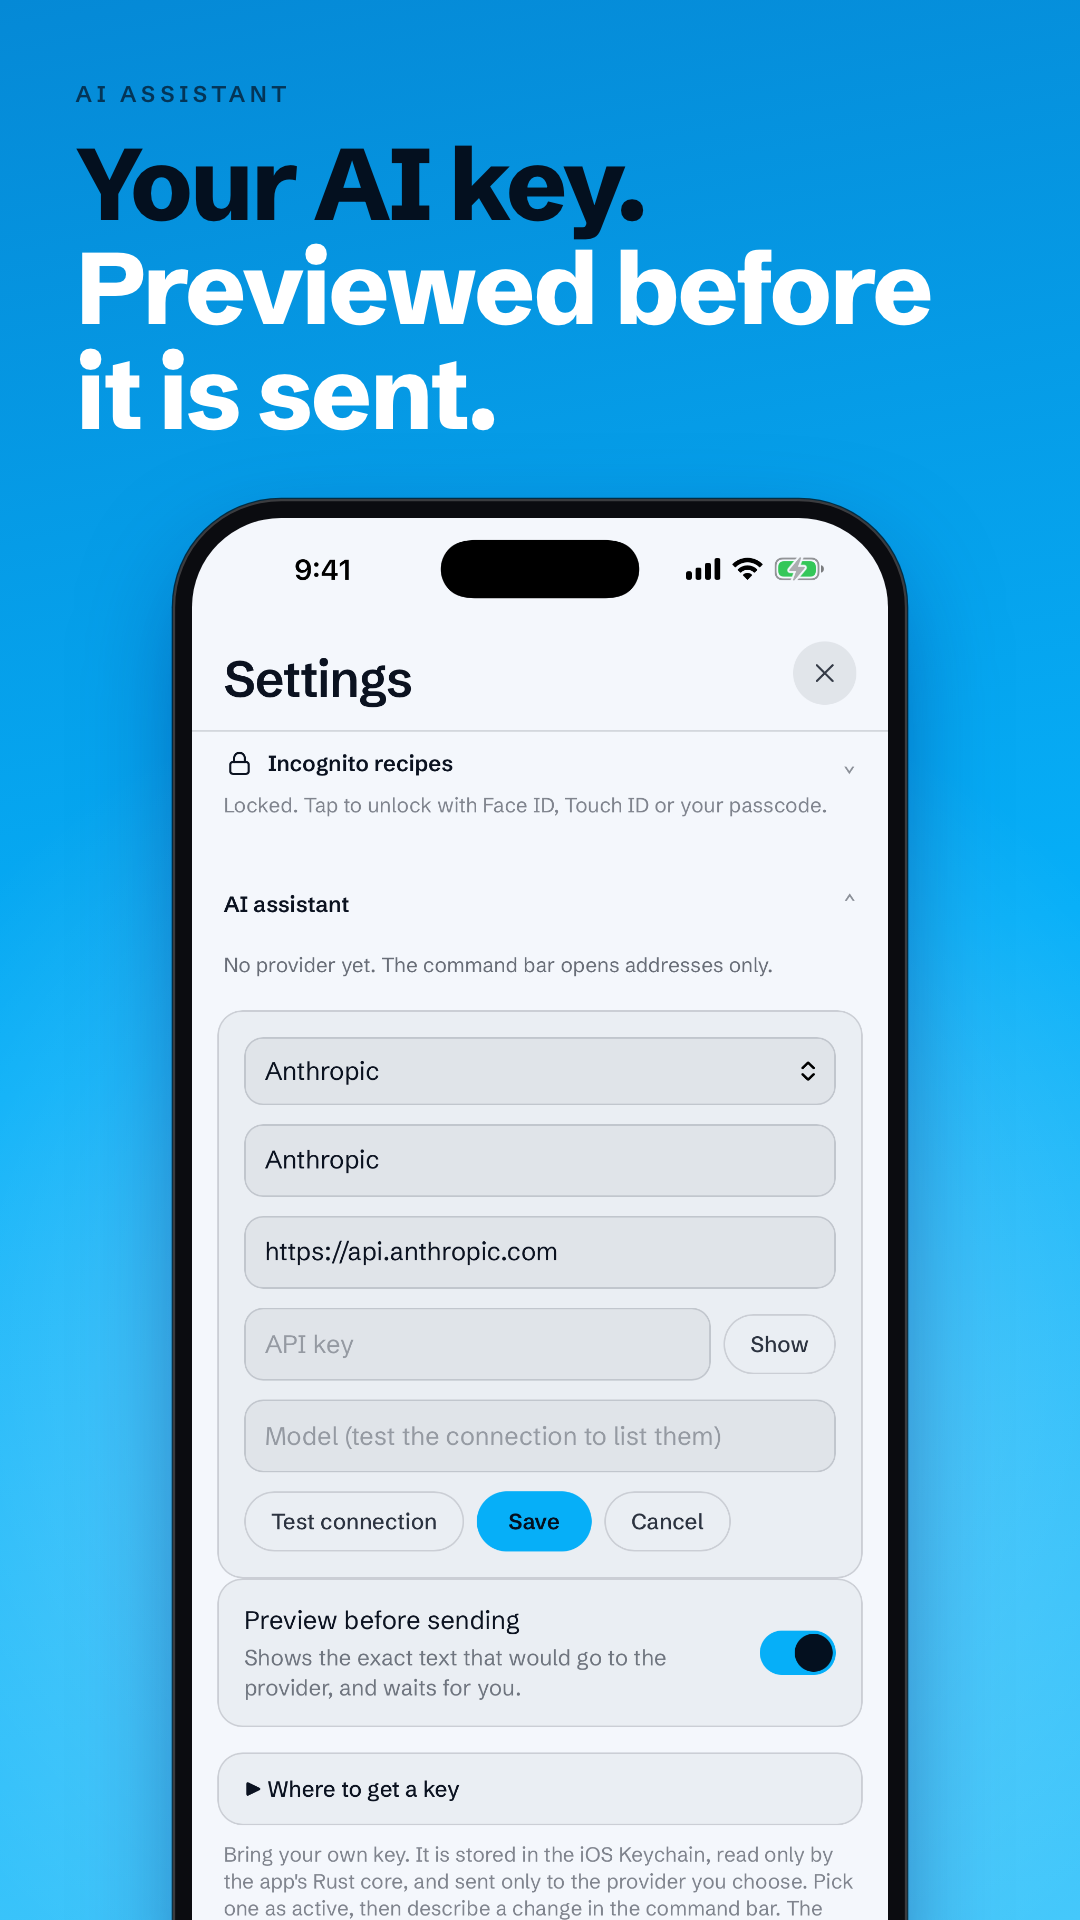 AI ASSISTANT
Your AI key.
Previewed before
it is sent.
9:41
Settings
Incognito recipes
Locked. Tap to unlock with Face ID, Touch ID or your passcode.
AI assistant
No provider yet. The command bar opens addresses only.
Anthropic
Anthropic
https://api.anthropic.com
API key
Show
Model (test the connection to list them)
Test connection
Save
Cancel
Preview before sending
Shows the exact text that would go to the
provider, and waits for you.
Where to get a key
Bring your own key. It is stored in the iOS Keychain, read only by
the app's Rust core, and sent only to the provider you choose. Pick
one as active, then describe a change in the command bar. The